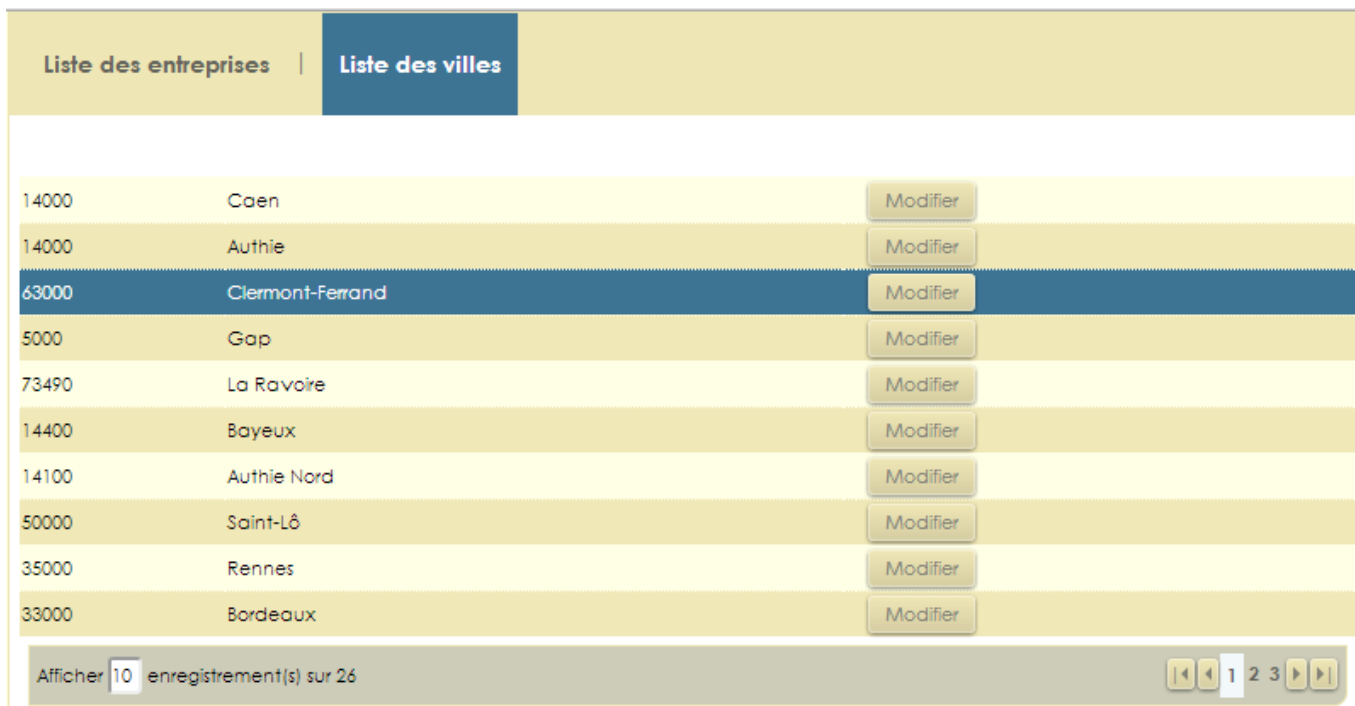 Liste des entreprises | Liste des villes
14000 Caen Modifier
14000 Authie Modifier
63000 Clermont-Ferrand Modifier
5000 Gap Modifier
73490 La Ravoire Modifier
14400 Bayeux Modifier
14100 Authie Nord Modifier
50000 Saint-Lô Modifier
35000 Rennes Modifier
33000 Bordeaux Modifier
Afficher 10 enregistrement(s) sur 26 1 2 3